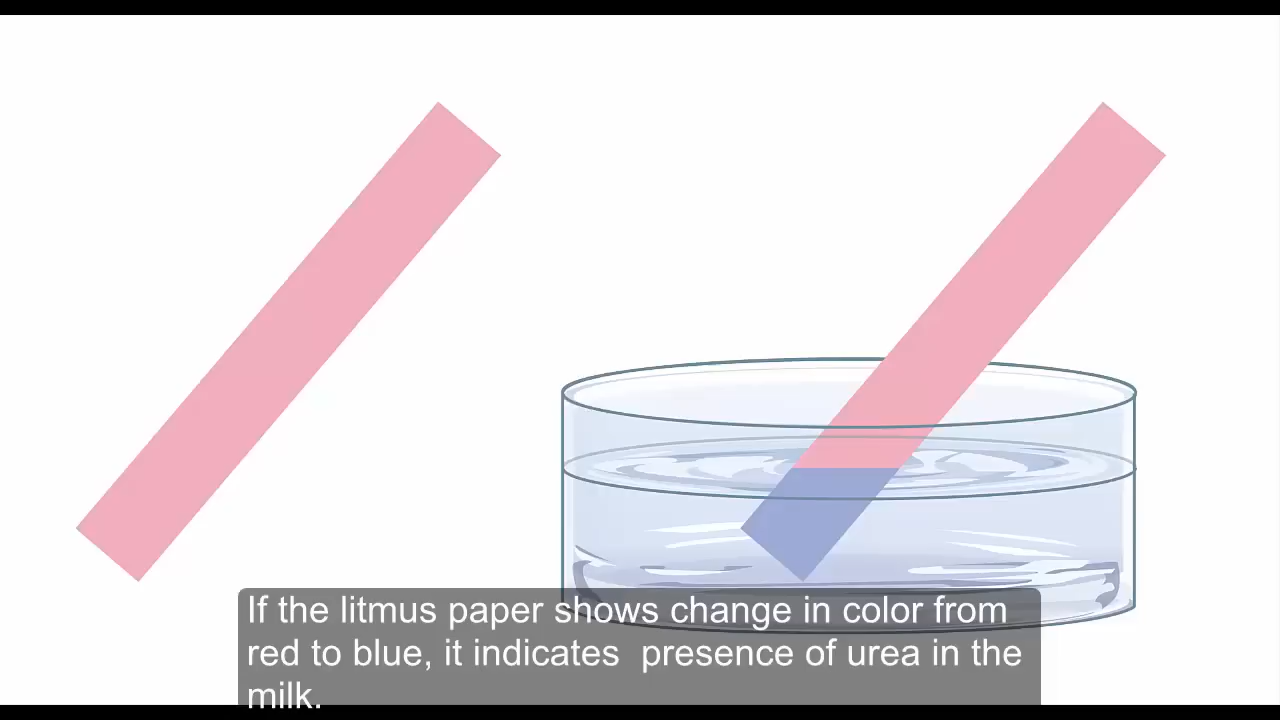 If the litmus paper shows change in color from
red to blue, it indicates  presence of urea in the
milk.